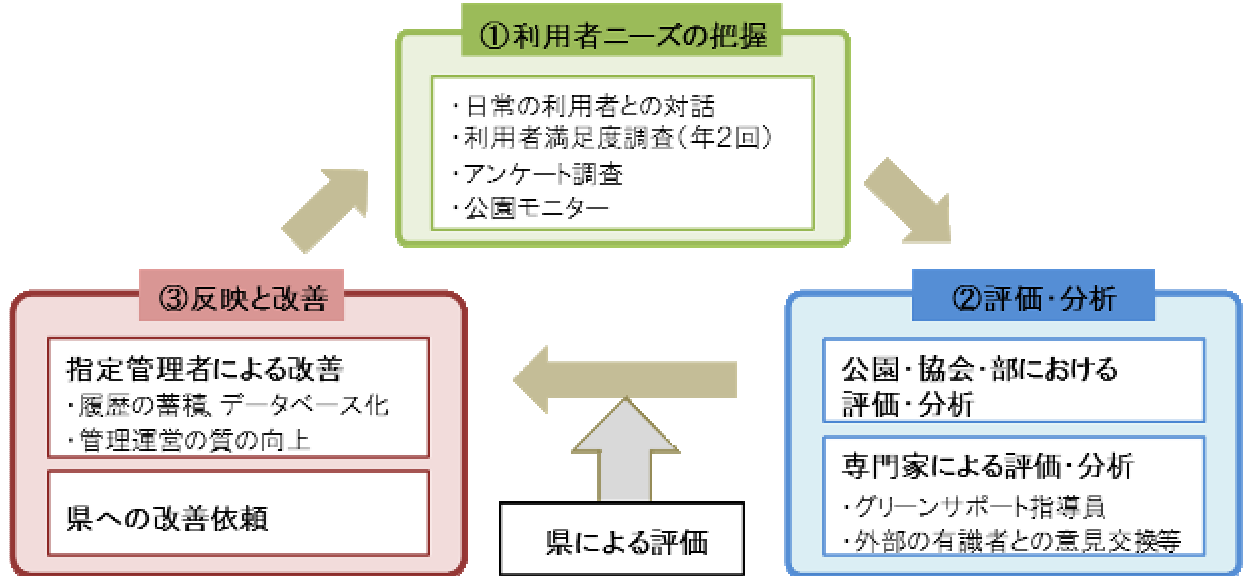 ①利用者ニーズの把握
・日常の利用者との対話
・利用者満足度調査(年2回)
・アンケート調査
・公園モニター
②評価・分析
公園・協会・部における
評価・分析
専門家による評価・分析
・グリーンサポート指導員
・外部の有識者との意見交換等
③反映と改善
指定管理者による改善
・履歴の蓄積、データベース化
・管理運営の質の向上
県への改善依頼
県による評価